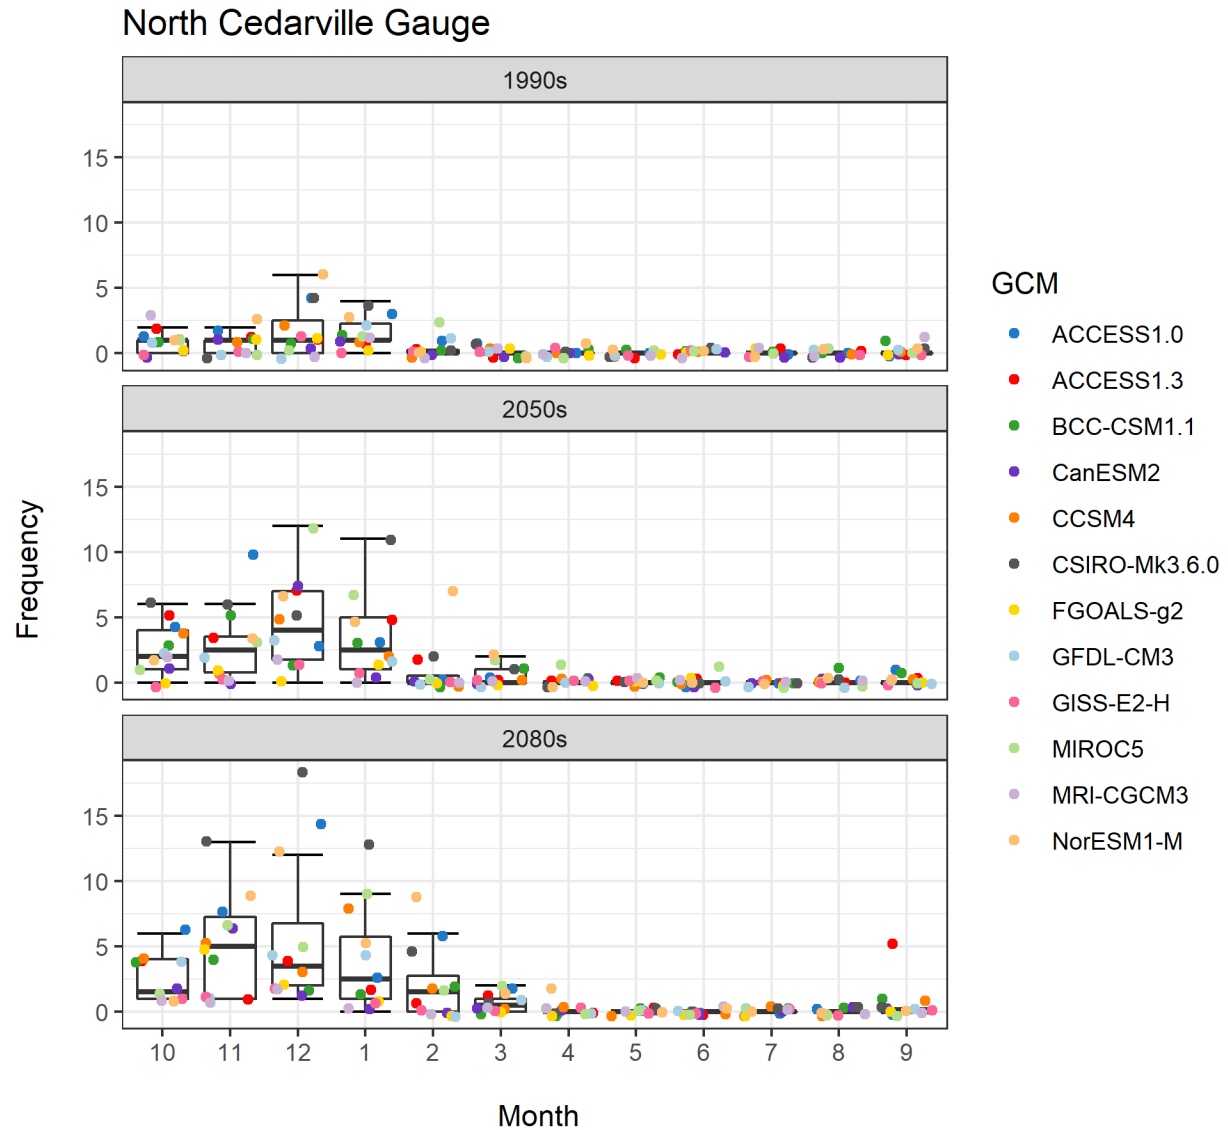 North Cedarville Gauge
1990s
15
10
5
0
2050s
15
10
5
0
2080s
15
10
5
0
10 11 12 1 2 3 4 5 6 7 8 9
Month
Frequency
GCM
ACCESS1.0
ACCESS1.3
BCC-CSM1.1
CanESM2
CCSM4
CSIRO-Mk3.6.0
FGOALS-g2
GFDL-CM3
GISS-E2-H
MIROC5
MRI-CGCM3
NorESM1-M